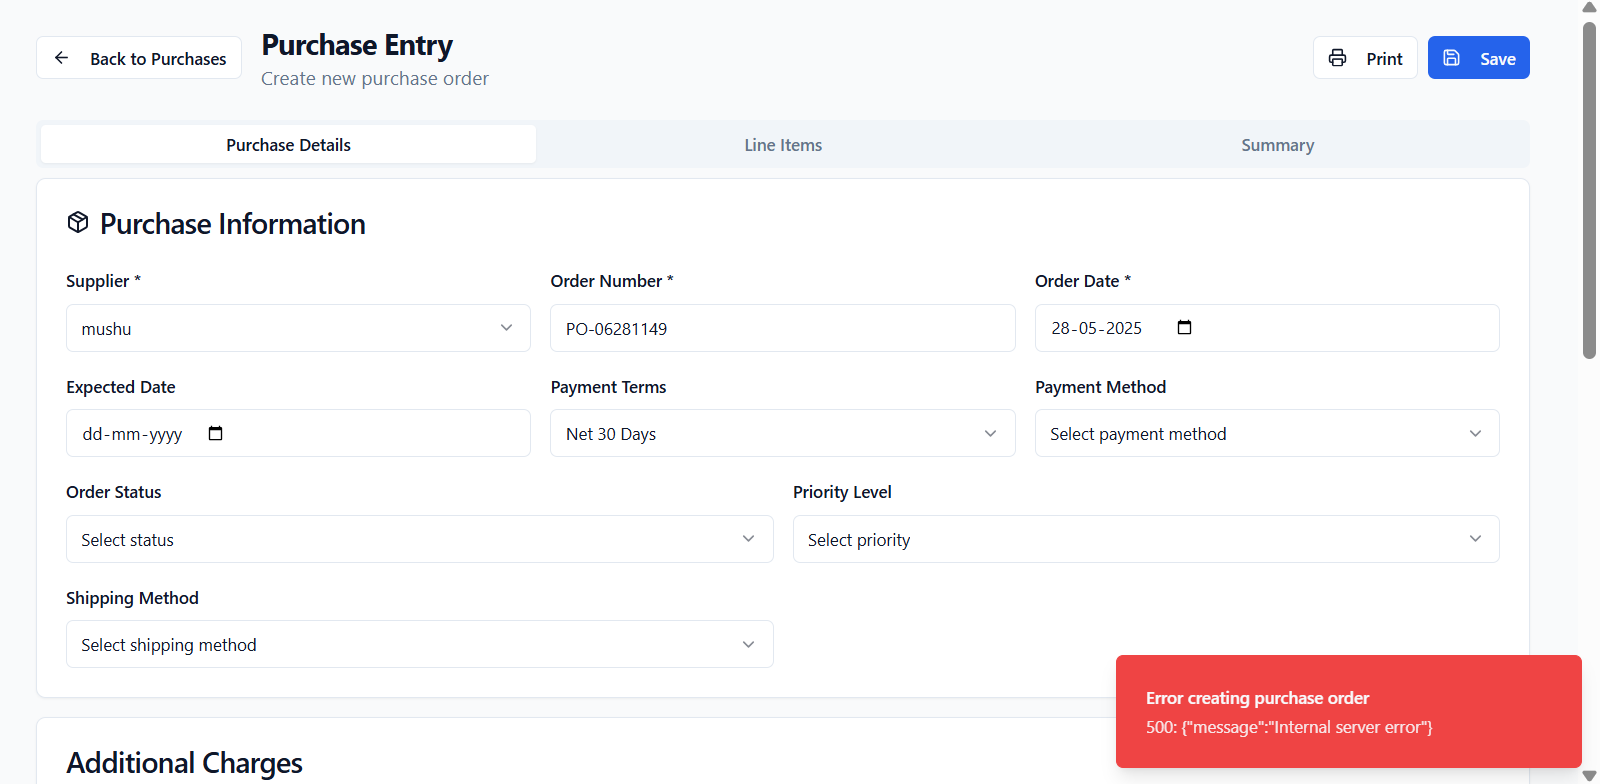 Back to Purchases
Purchase Entry
Create new purchase order
Print
Save
Purchase Details
Line Items
Summary
Purchase Information
Supplier *
Order Number *
Order Date *
mushu
PO-06281149
28-05-2025
Expected Date
Payment Terms
Payment Method
dd-mm-yyyy
Net 30 Days
Select payment method
Order Status
Priority Level
Select status
Select priority
Shipping Method
Select shipping method
Error creating purchase order
500: {"message":"Internal server error"}
Additional Charges